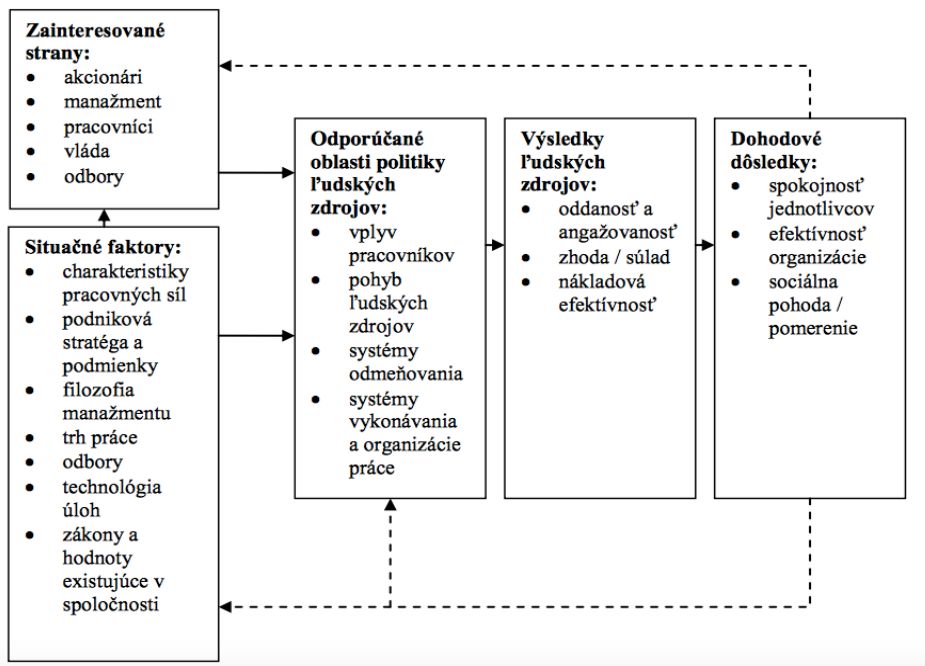 Zainteresované
strany:
• akcionári
• manažment
• pracovníci
• vláda
• odbory
Situačné faktory:
• charakteristiky
pracovných síl
• podniková
stratéga a
podmienky
• filozofia
manažmentu
• trh práce
• odbory
• technológia
úloh
• zákony a
hodnoty
existujúce v
spoločnosti
Odporúčané
oblasti politiky
ľudských
zdrojov:
• vplyv
pracovníkov
• pohyb
ľudských
zdrojov
• systémy
odmeňovania
• systémy
vykonávania
a organizácie
práce
Výsledky
ľudských
zdrojov:
• oddanosť a
angažovanosť
• zhoda / súlad
• nákladová
efektívnosť
Dohodové
dôsledky:
• spokojnosť
jednotlivcov
• efektívnosť
organizácie
• sociálna
pohoda /
pomerenie